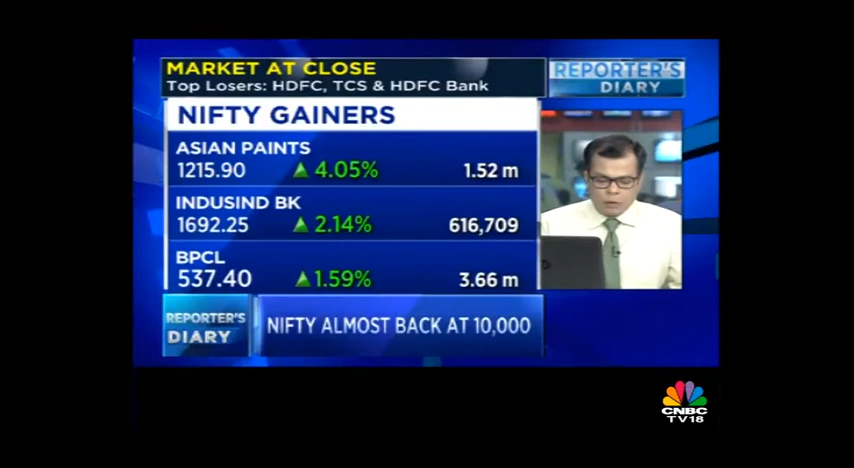 MARKET AT CLOSE
Top Losers: HDFC, TCS & HDFC Bank
REPORTER'S
DIARY
NIFTY GAINERS
ASIAN PAINTS
1215.90 ▲ 4.05% 1.52 m
INDUSIND BK
1692.25 ▲ 2.14% 616,709
BPCL
537.40 ▲ 1.59% 3.66 m
REPORTER'S
DIARY
NIFTY ALMOST BACK AT 10,000
CNBC
TV18